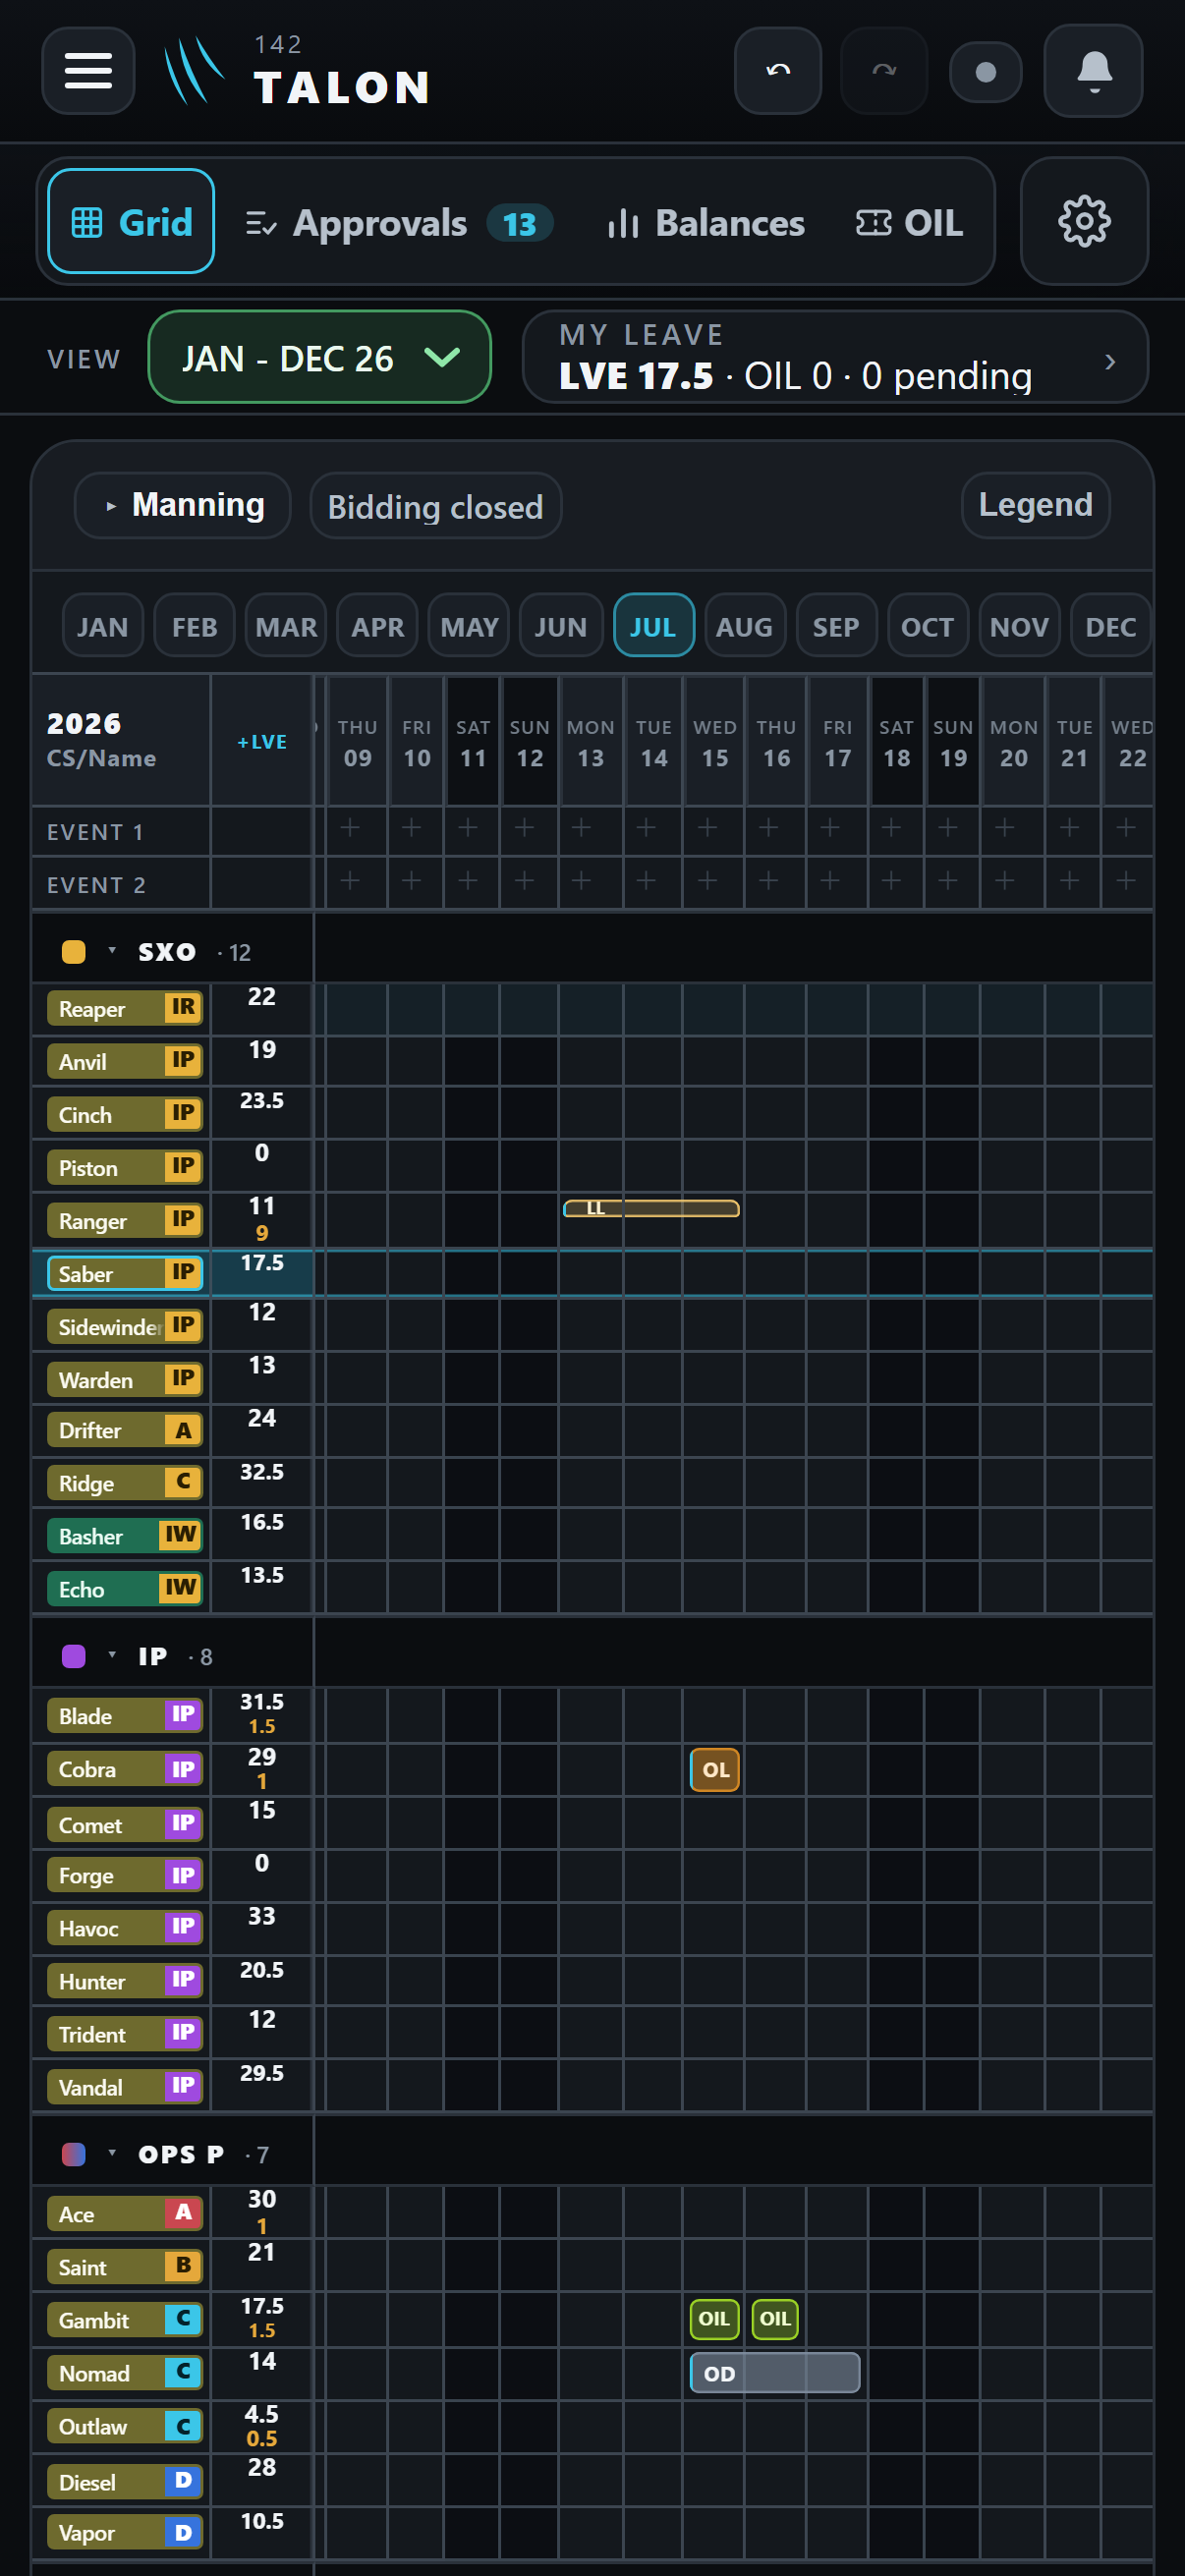 142
TALON
Grid
Approvals 13
Balances
OIL
VIEW
JAN - DEC 26
MY LEAVE
LVE 17.5 · OIL 0 · 0 pending
Manning
Bidding closed
Legend
JAN FEB MAR APR MAY JUN JUL AUG SEP OCT NOV DEC
2026
CS/Name
+LVE
THU FRI SAT SUN MON TUE WED THU FRI SAT SUN MON TUE WED
09 10 11 12 13 14 15 16 17 18 19 20 21 22
EVENT 1 + + + + + + + + + + + + + +
EVENT 2 + + + + + + + + + + + + + +
SXO · 12
Reaper IR 22
Anvil IP 19
Cinch IP 23.5
Piston IP 0
Ranger IP 11 LL
9
Saber IP 17.5
Sidewinder IP 12
Warden IP 13
Drifter A 24
Ridge C 32.5
Basher IW 16.5
Echo IW 13.5
IP · 8
Blade IP 31.5
1.5
Cobra IP 29 OL
1
Comet IP 15
Forge IP 0
Havoc IP 33
Hunter IP 20.5
Trident IP 12
Vandal IP 29.5
OPS P · 7
Ace A 30
1
Saint B 21
Gambit C 17.5 OIL OIL
1.5
Nomad C 14 OD
Outlaw C 4.5
0.5
Diesel D 28
Vapor D 10.5